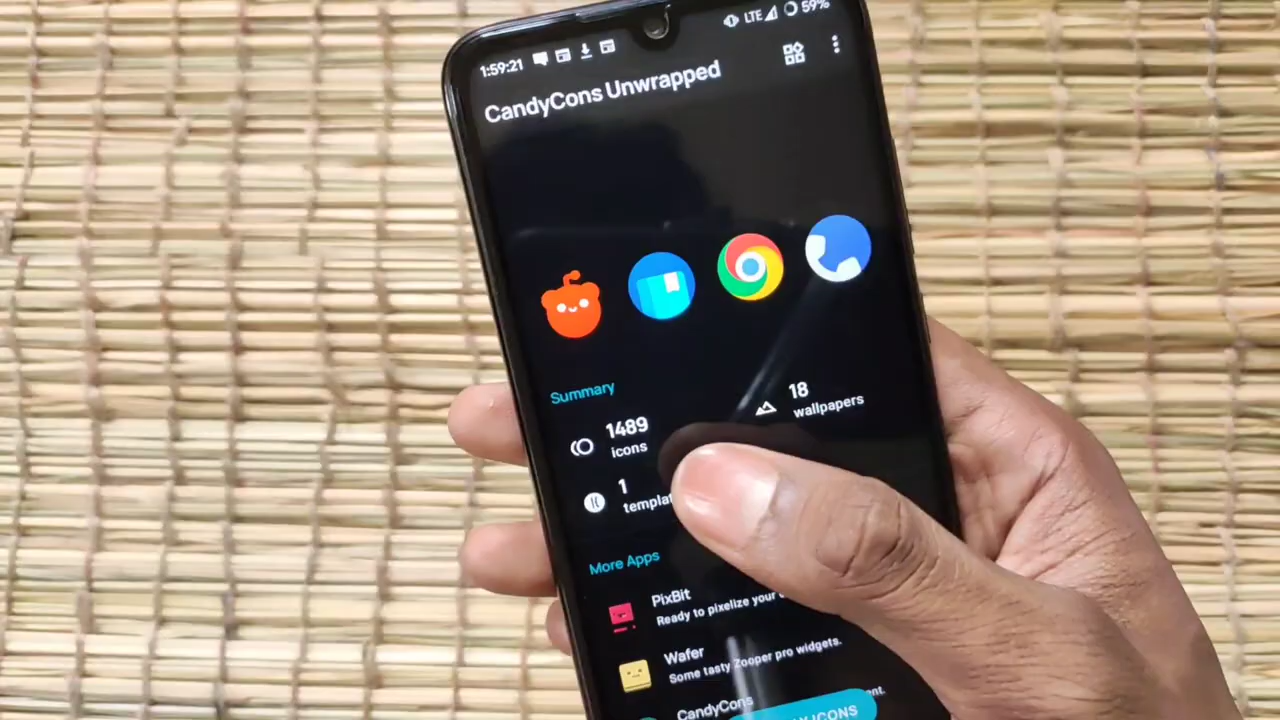 1:59:21 LTE 59%
CandyCons Unwrapped
Summary
1489 icons
18 wallpapers
1
More Apps
PixBit
Ready to pixelize your
Wafer
Some tasty Zooper pro widgets.
CandyCons
ICONS